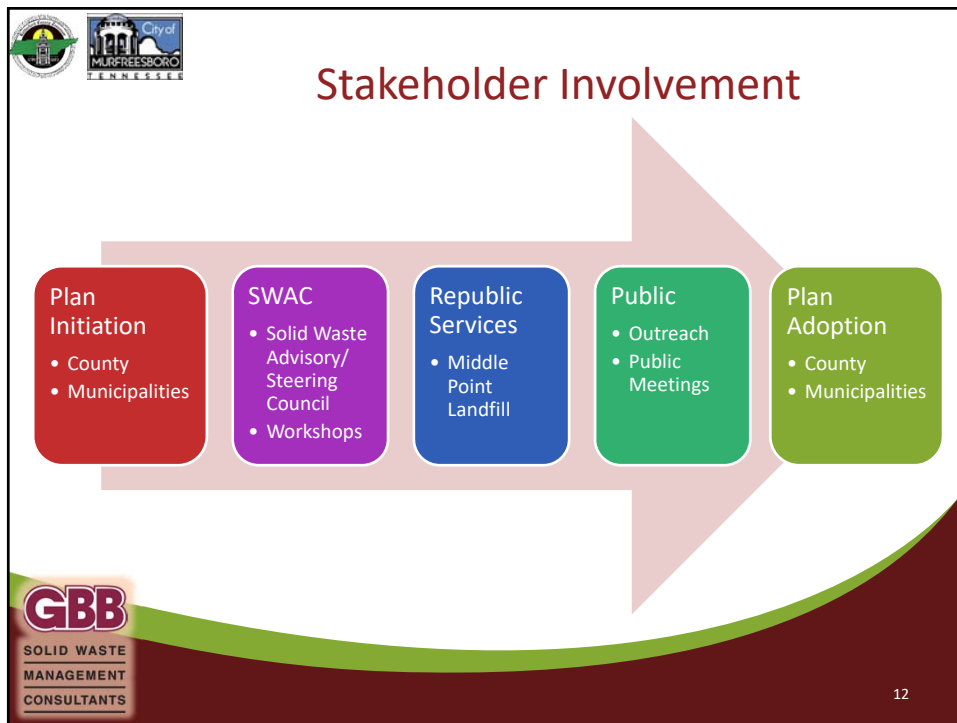 City of
MURFREESBORO
TENNESSEE
Stakeholder Involvement
Plan
Initiation
• County
• Municipalities
SWAC
• Solid Waste
Advisory/
Steering
Council
• Workshops
Republic
Services
• Middle
Point
Landfill
Public
• Outreach
• Public
Meetings
Plan
Adoption
• County
• Municipalities
GBB
SOLID WASTE
MANAGEMENT
CONSULTANTS
12